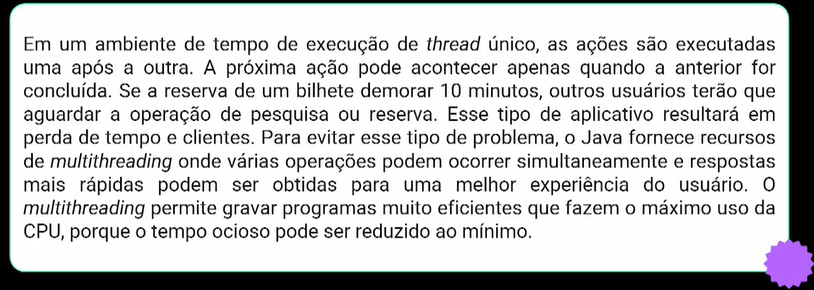 Em um ambiente de tempo de execução de thread único, as ações são executadas
uma após a outra. A próxima ação pode acontecer apenas quando a anterior for
concluída. Se a reserva de um bilhete demorar 10 minutos, outros usuários terão que
aguardar a operação de pesquisa ou reserva. Esse tipo de aplicativo resultará em
perda de tempo e clientes. Para evitar esse tipo de problema, o Java fornece recursos
de multithreading onde várias operações podem ocorrer simultaneamente e respostas
mais rápidas podem ser obtidas para uma melhor experiência do usuário. O
multithreading permite gravar programas muito eficientes que fazem o máximo uso da
CPU, porque o tempo ocioso pode ser reduzido ao mínimo.